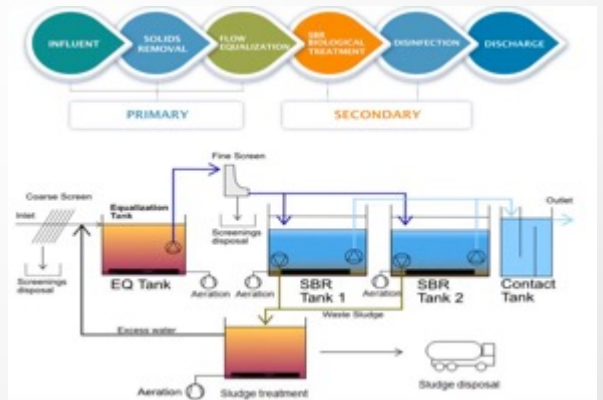 INFLUENT
SOLIDS
REMOVAL
FLOW
EQUALIZATION
SBR
BIOLOGICAL
TREATMENT
DISINFECTION
DISCHARGE
PRIMARY
SECONDARY
Fine Screen
Coarse Screen
Equalization
Tank
Inlet
Outlet
Screenings
disposal
Screenings
disposal
EQ Tank
Aeration
Aeration
SBR
Tank 1
Aeration
SBR
Tank 2
Contact
Tank
Waste Sludge
Excess water
Aeration
Sludge treatment
Sludge disposal